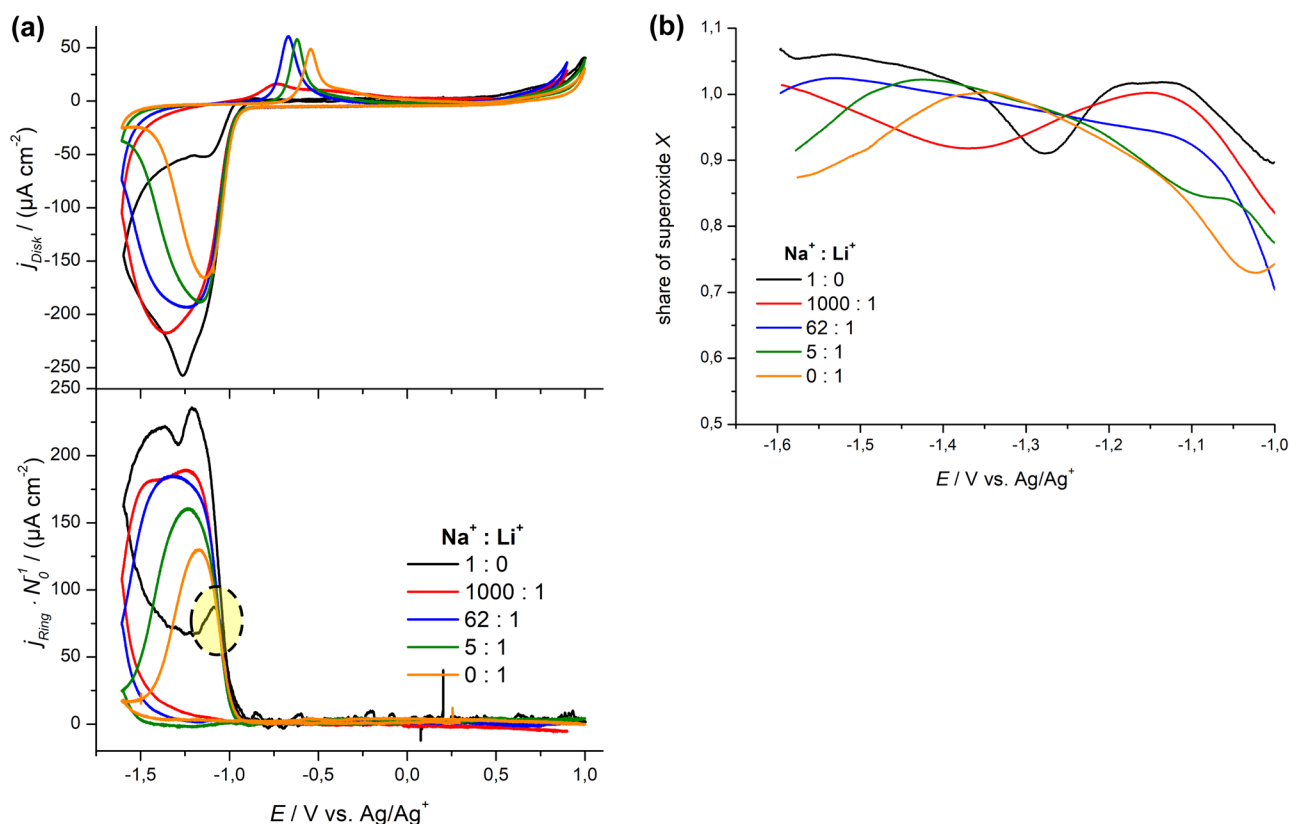 (a)
50
0
-50
-100
-150
-200
-250
j_Disk / (µA cm⁻²)
250
200
150
100
50
0
j_Ring · N₀⁻¹ / (µA cm⁻²)
Na⁺ : Li⁺
1 : 0
1000 : 1
62 : 1
5 : 1
0 : 1
-1,5
-1,0
-0,5
0,0
0,5
1,0
E / V vs. Ag/Ag⁺
(b)
1,1
1,0
0,9
0,8
0,7
0,6
0,5
share of superoxide X
Na⁺ : Li⁺
1 : 0
1000 : 1
62 : 1
5 : 1
0 : 1
-1,6
-1,5
-1,4
-1,3
-1,2
-1,1
-1,0
E / V vs. Ag/Ag⁺